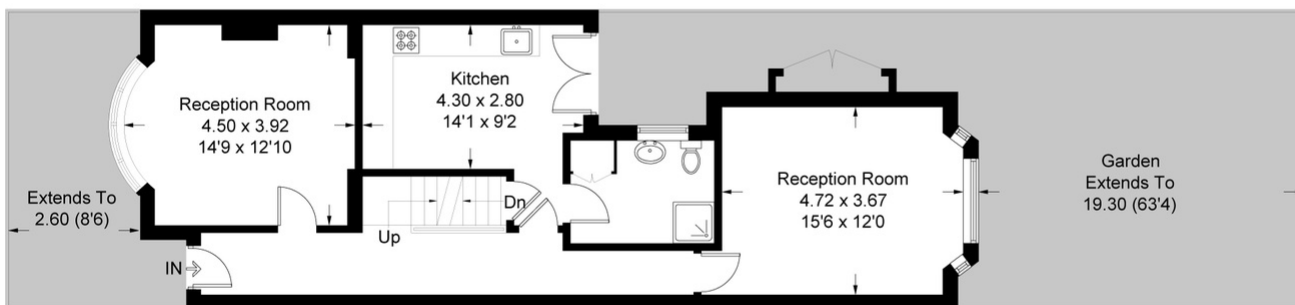 Reception Room
4.50 x 3.92
14'9 x 12'10
Kitchen
4.30 x 2.80
14'1 x 9'2
Extends To
2.60 (8'6)
Up
Dn
IN
Reception Room
4.72 x 3.67
15'6 x 12'0
Garden
Extends To
19.30 (63'4)